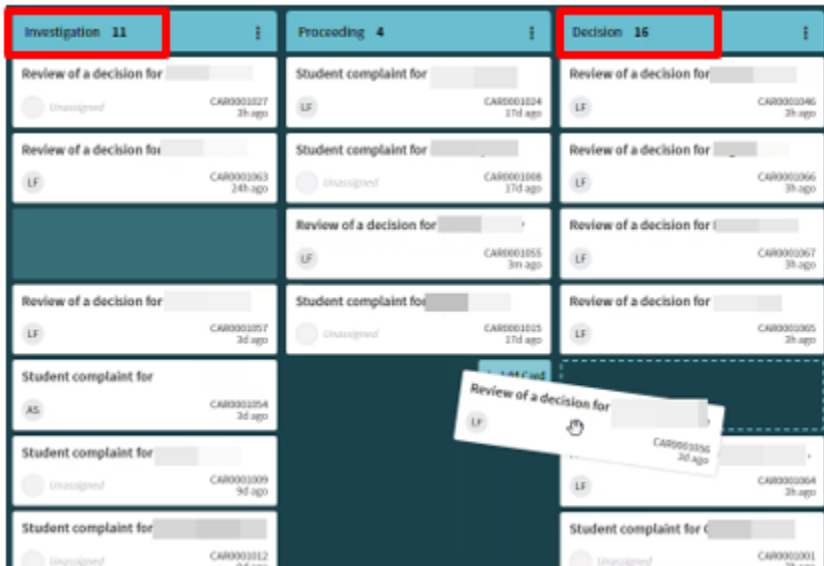 Investigation 11
Review of a decision for
Unassigned
CAR0001027
3h ago
Review of a decision for
LF
CAR0001063
24h ago
Review of a decision for
LF
CAR0001057
3d ago
Student complaint for
AS
CAR0001054
3d ago
Student complaint for
Unassigned
CAR0001009
9d ago
Student complaint for
Unassigned
CAR0001012
Proceeding 4
Student complaint for
LF
CAR0001024
17d ago
Student complaint for
Unassigned
CAR0001008
17d ago
Review of a decision for
LF
CAR0001055
3m ago
Student complaint for
Unassigned
CAR0001015
17d ago
Card
Review of a decision for
LF
CAR0001056
3d ago
Decision 16
Review of a decision for
LF
CAR0001046
3h ago
Review of a decision for
LF
CAR0001066
3h ago
Review of a decision for
LF
CAR0001067
3h ago
Review of a decision for
LF
CAR0001065
3h ago
LF
CAR0001064
3h ago
Student complaint for
Unassigned
CAR0001001